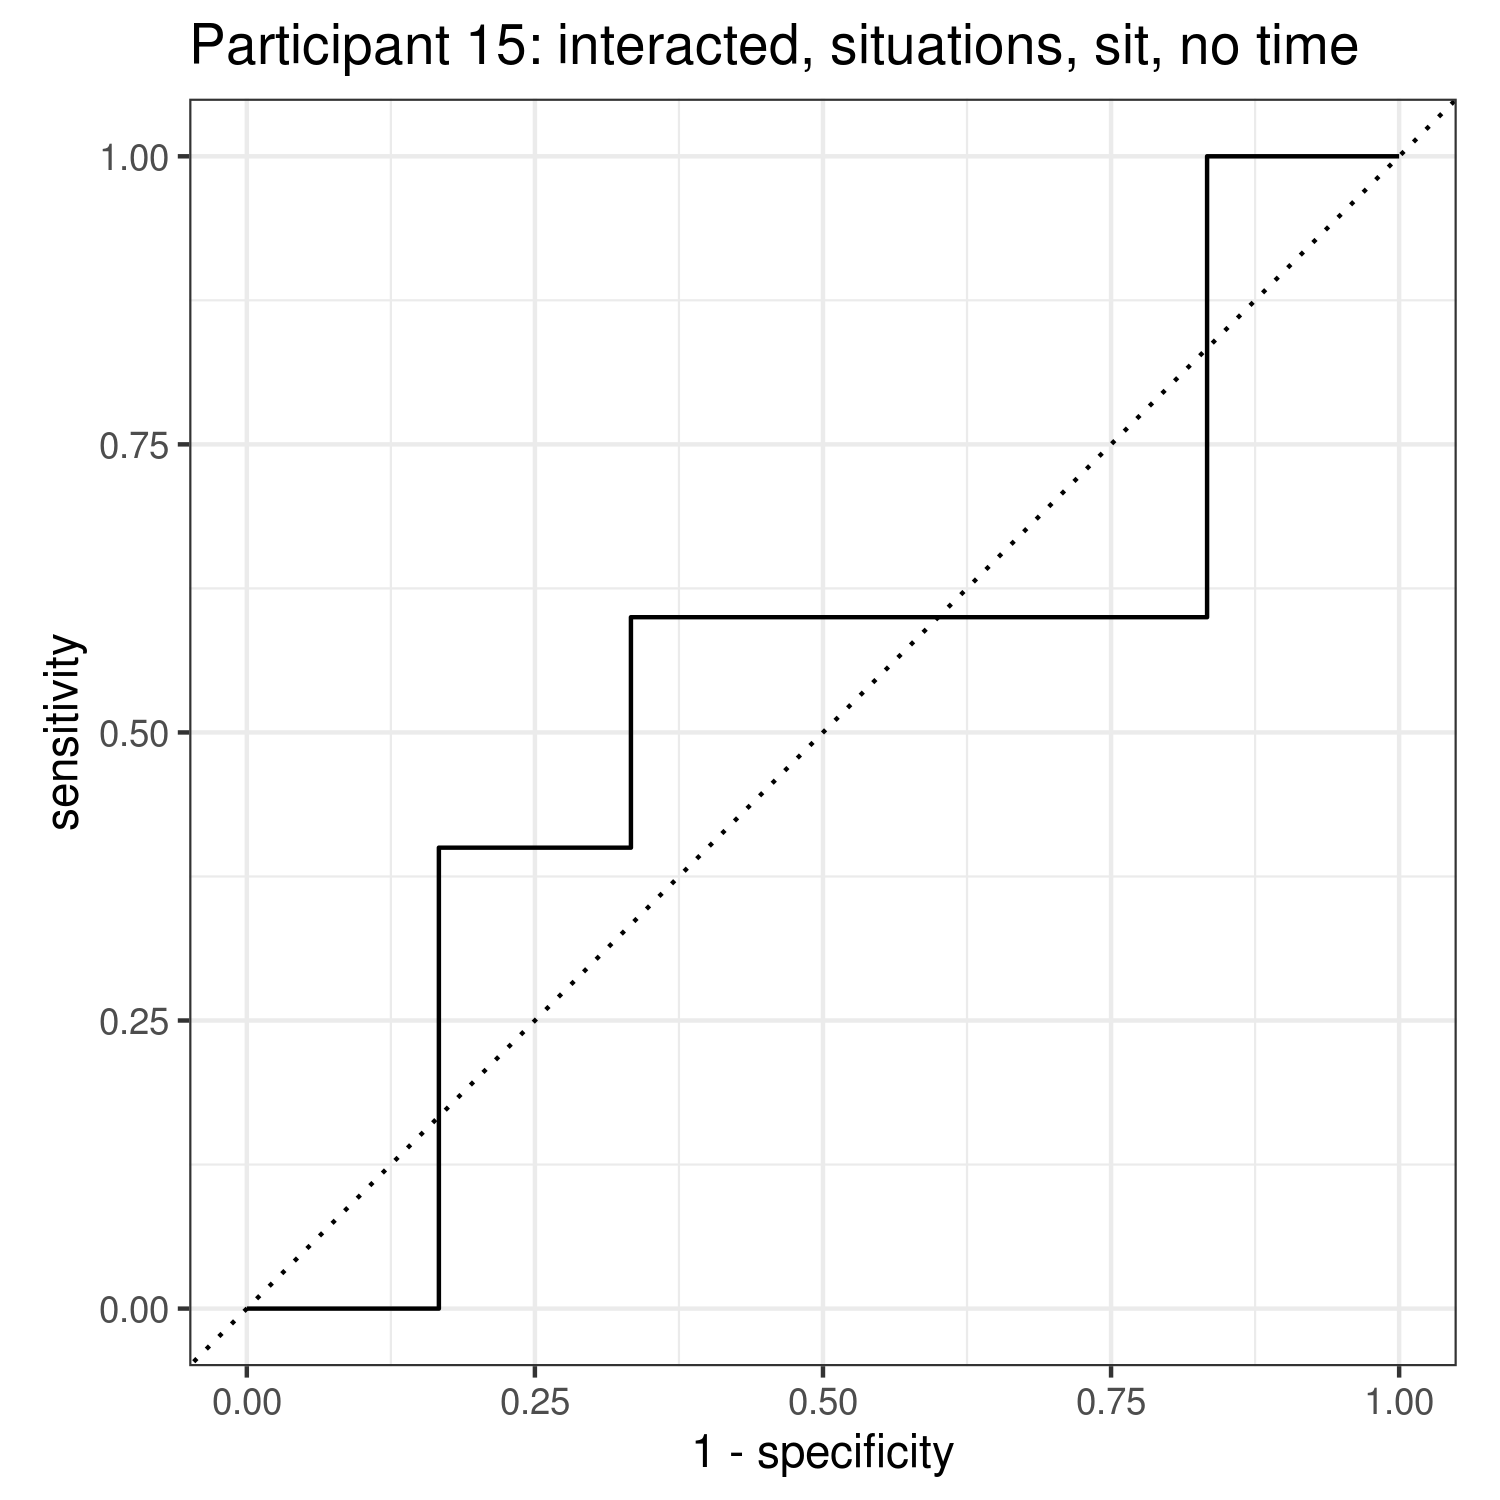 Participant 15: interacted, situations, sit, no time
1.00
0.75
0.50
0.25
0.00
sensitivity
0.00 0.25 0.50 0.75 1.00
1 - specificity